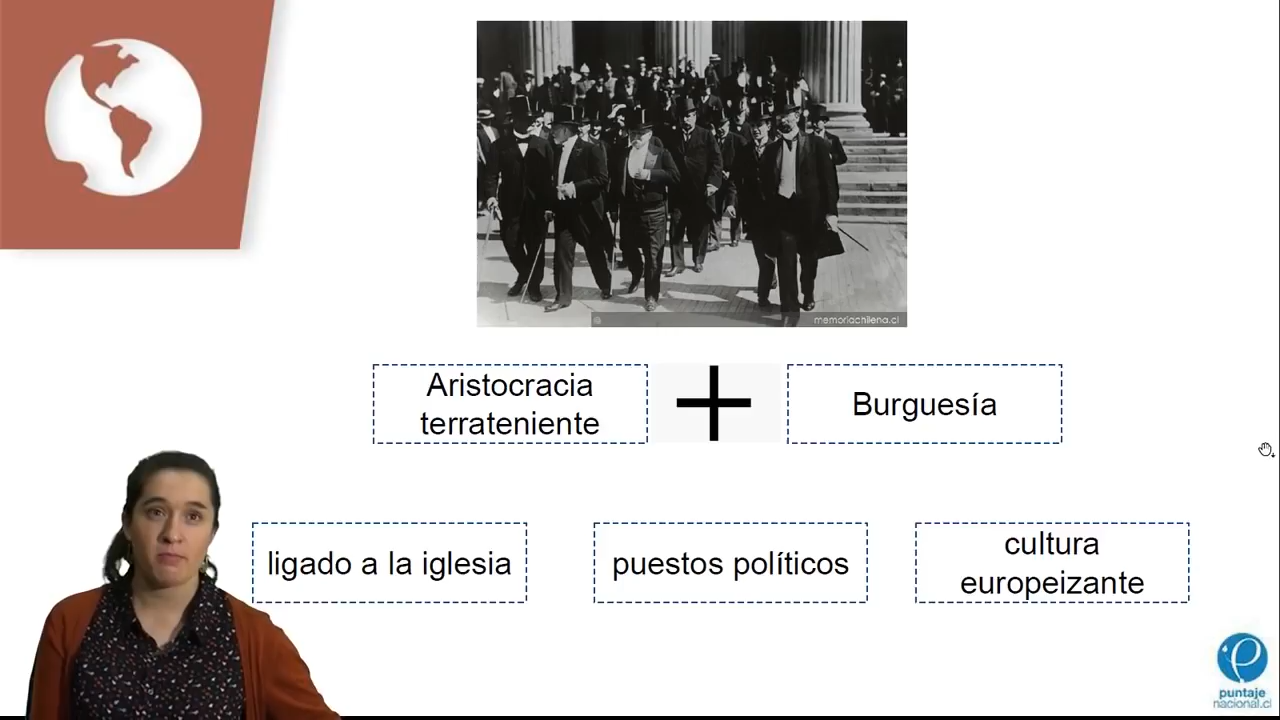 memoriachilena.cl
Aristocracia
terrateniente
Burguesía
ligado a la iglesia
puestos políticos
cultura
europeizante
puntaje
nacional.cl